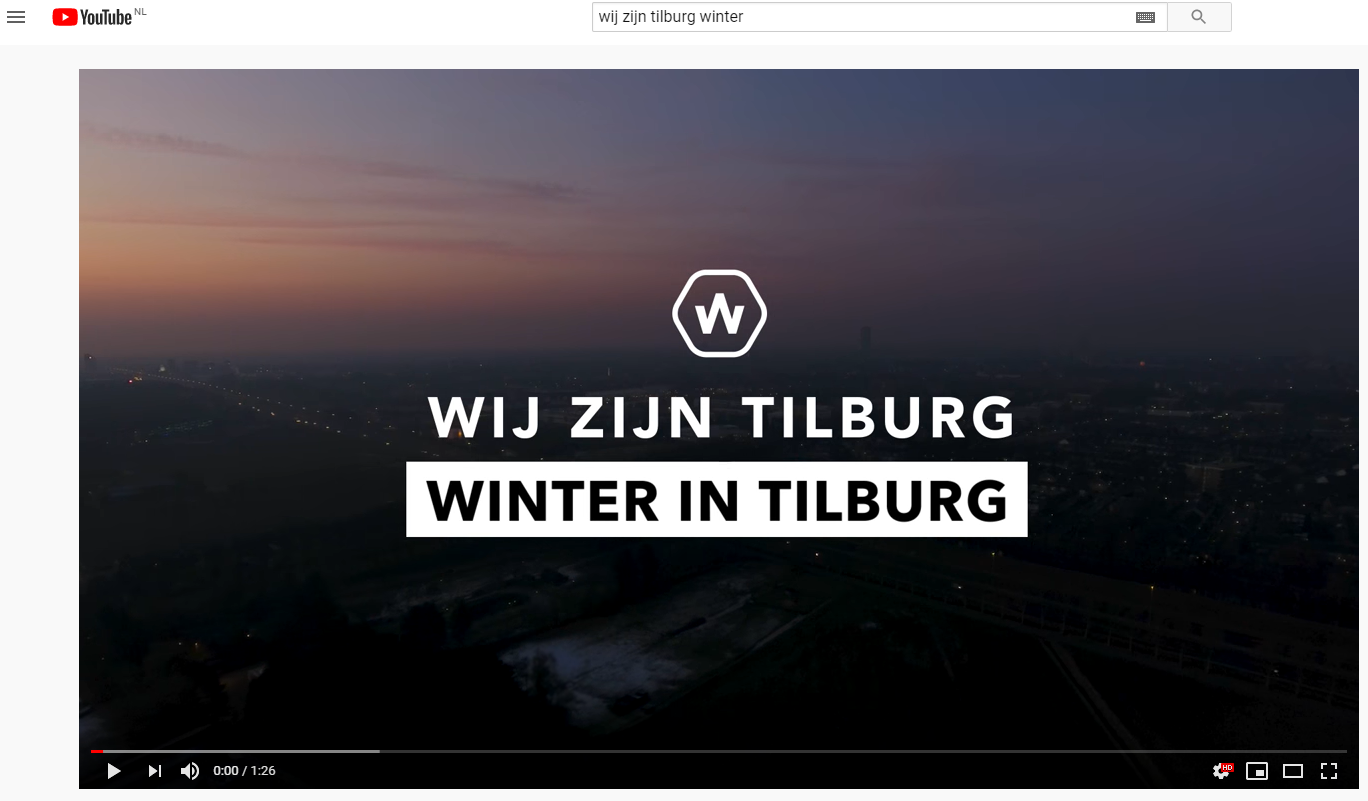 YouTube NL
wij zijn tilburg winter
W
WIJ ZIJN TILBURG
WINTER IN TILBURG
0:00 / 1:26
HD